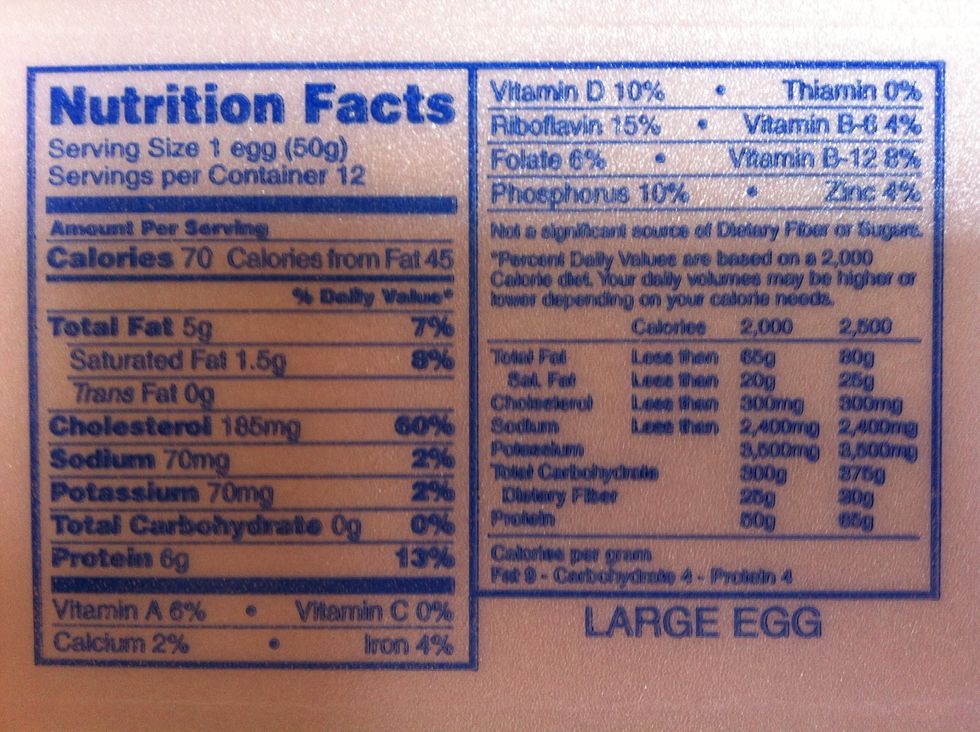 Nutrition Facts
Serving Size 1 egg (50g)
Servings per Container 12
Amount Per Serving
Calories 70 Calories from Fat 45
% Daily Value*
Total Fat 5g 7%
Saturated Fat 1.5g 8%
Trans Fat 0g
Cholesterol 185mg 60%
Sodium 70mg 2%
Potassium 70mg 2%
Total Carbohydrate 0g 0%
Protein 6g 13%
Vitamin A 6% • Vitamin C 0%
Calcium 2% • Iron 4%
Vitamin D 10% • Thiamin 0%
Riboflavin 15% • Vitamin B-6 4%
Folate 6% • Vitamin B-12 8%
Phosphorus 10% • Zinc 4%
Not a significant source of Dietary Fiber or Sugars.
*Percent Daily Values are based on a 2,000
Calorie diet. Your daily volumes may be higher or
lower depending on your calorie needs.
Calories 2,000 2,500
Total Fat Less than 65g 80g
Sat. Fat Less than 20g 25g
Cholesterol Less than 300mg 300mg
Sodium Less than 2,400mg 2,400mg
Potassium 3,500mg 3,500mg
Total Carbohydrate 300g 375g
Dietary Fiber 25g 30g
Protein 50g 65g
Calories per gram
Fat 9 - Carbohydrate 4 - Protein 4
LARGE EGG